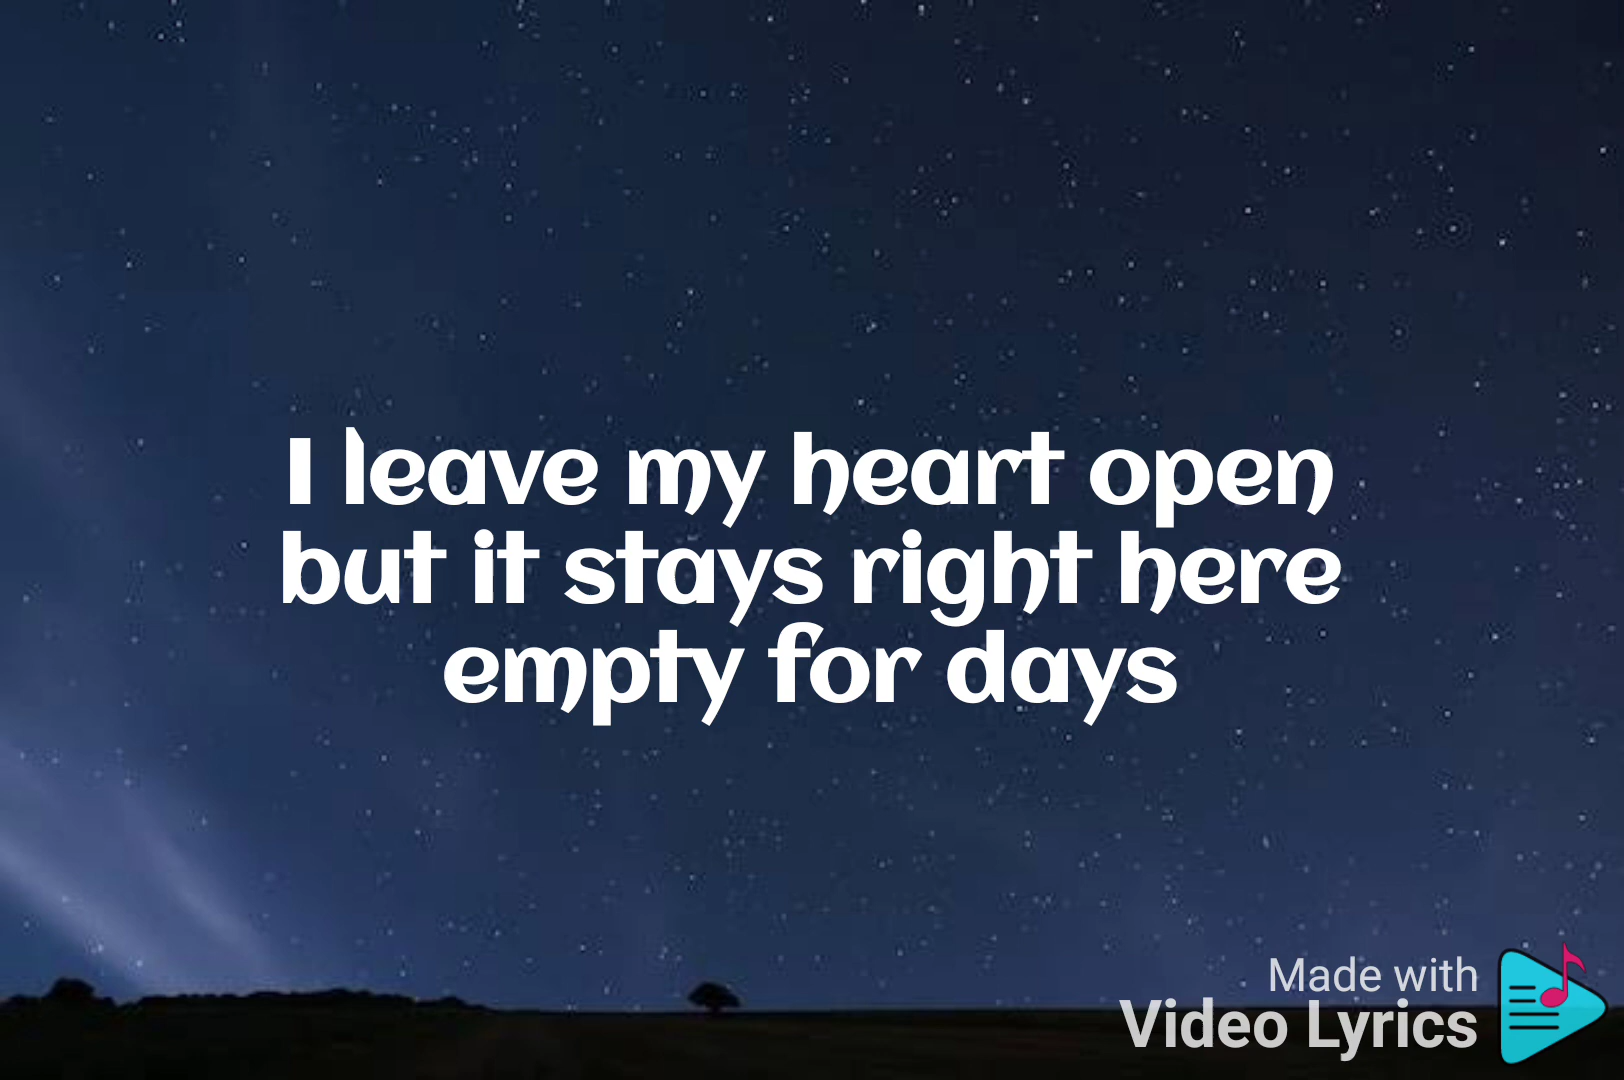 I leave my heart open
but it stays right here
empty for days
Made with
Video Lyrics